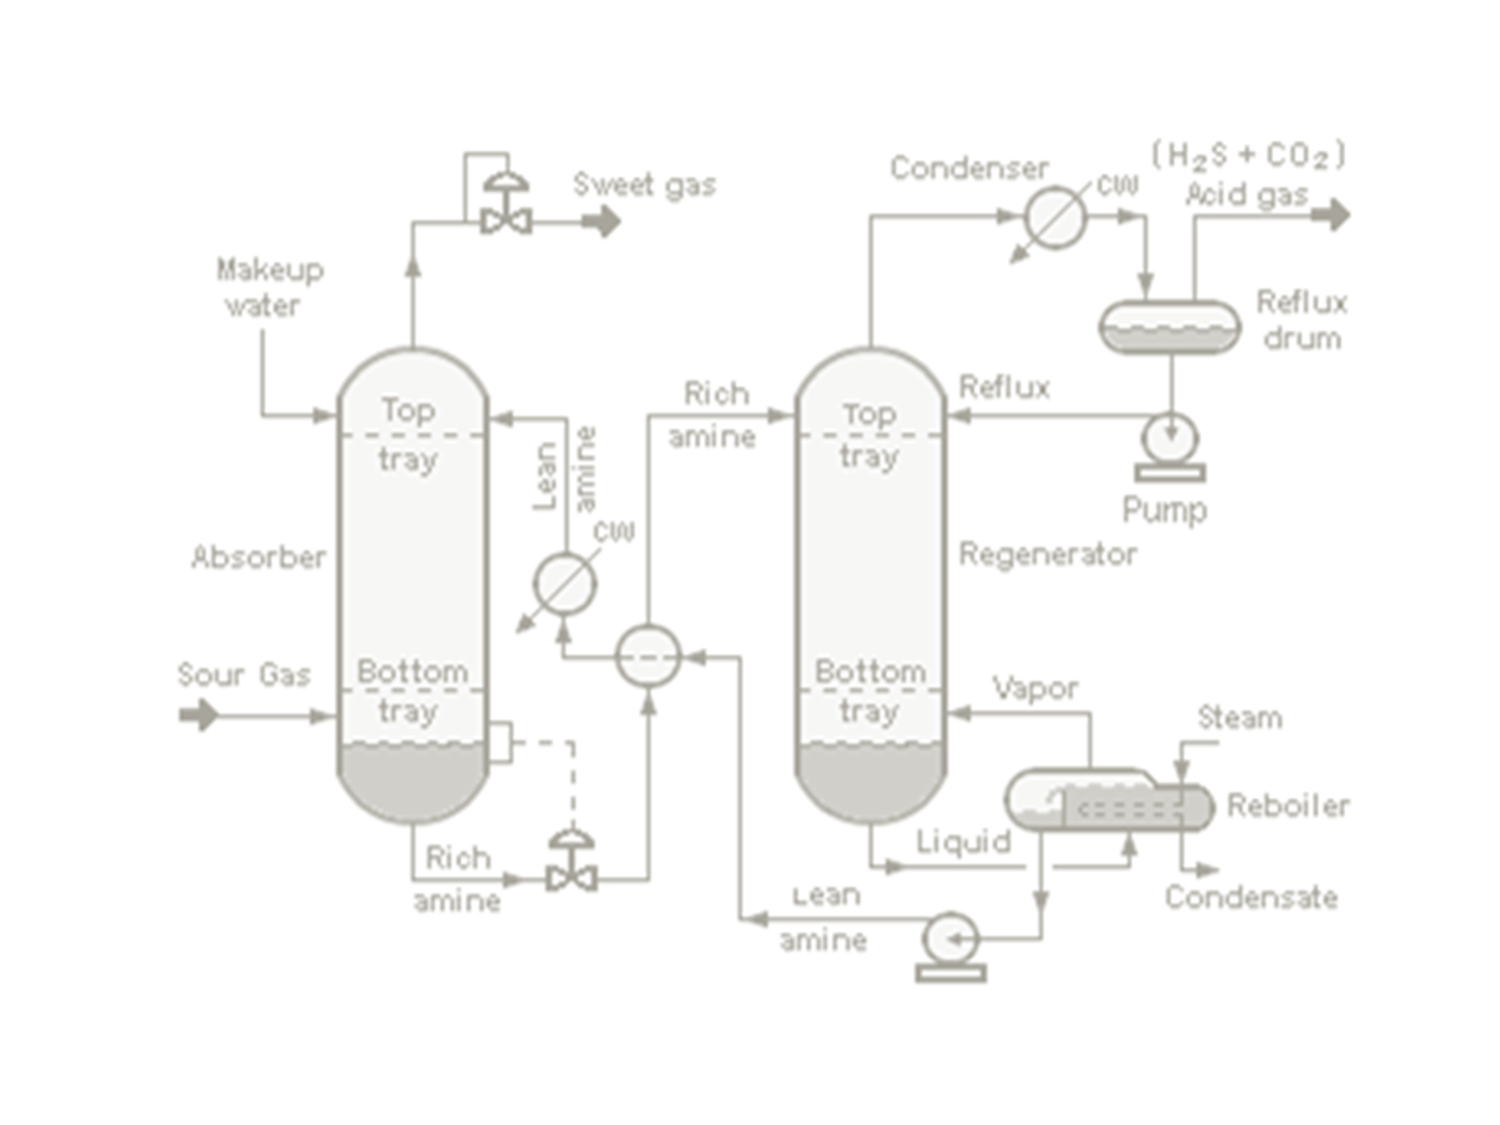 Sweet gas
Makeup
water
Top
tray
Lean
amine
CW
Absorber
Sour Gas
Bottom
tray
Rich
amine
Rich
amine
Condenser
CW
(H2S + CO2)
Acid gas
Reflux
drum
Reflux
Top
tray
Pump
Regenerator
Bottom
tray
Vapor
Steam
Reboiler
Liquid
Condensate
Lean
amine